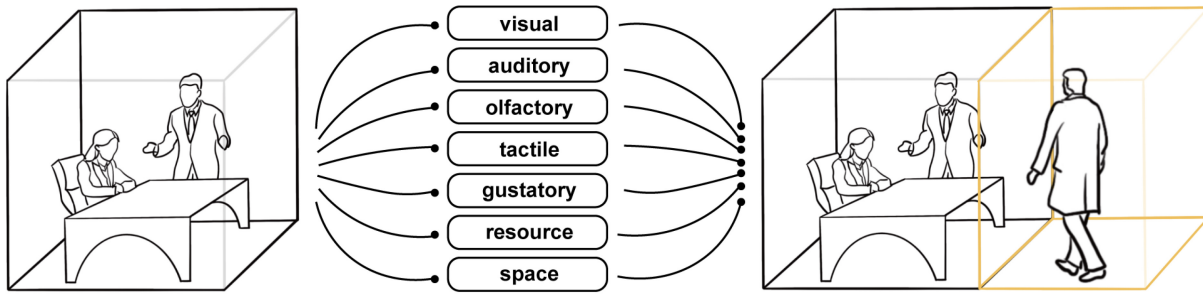 visual
auditory
olfactory
tactile
gustatory
resource
space